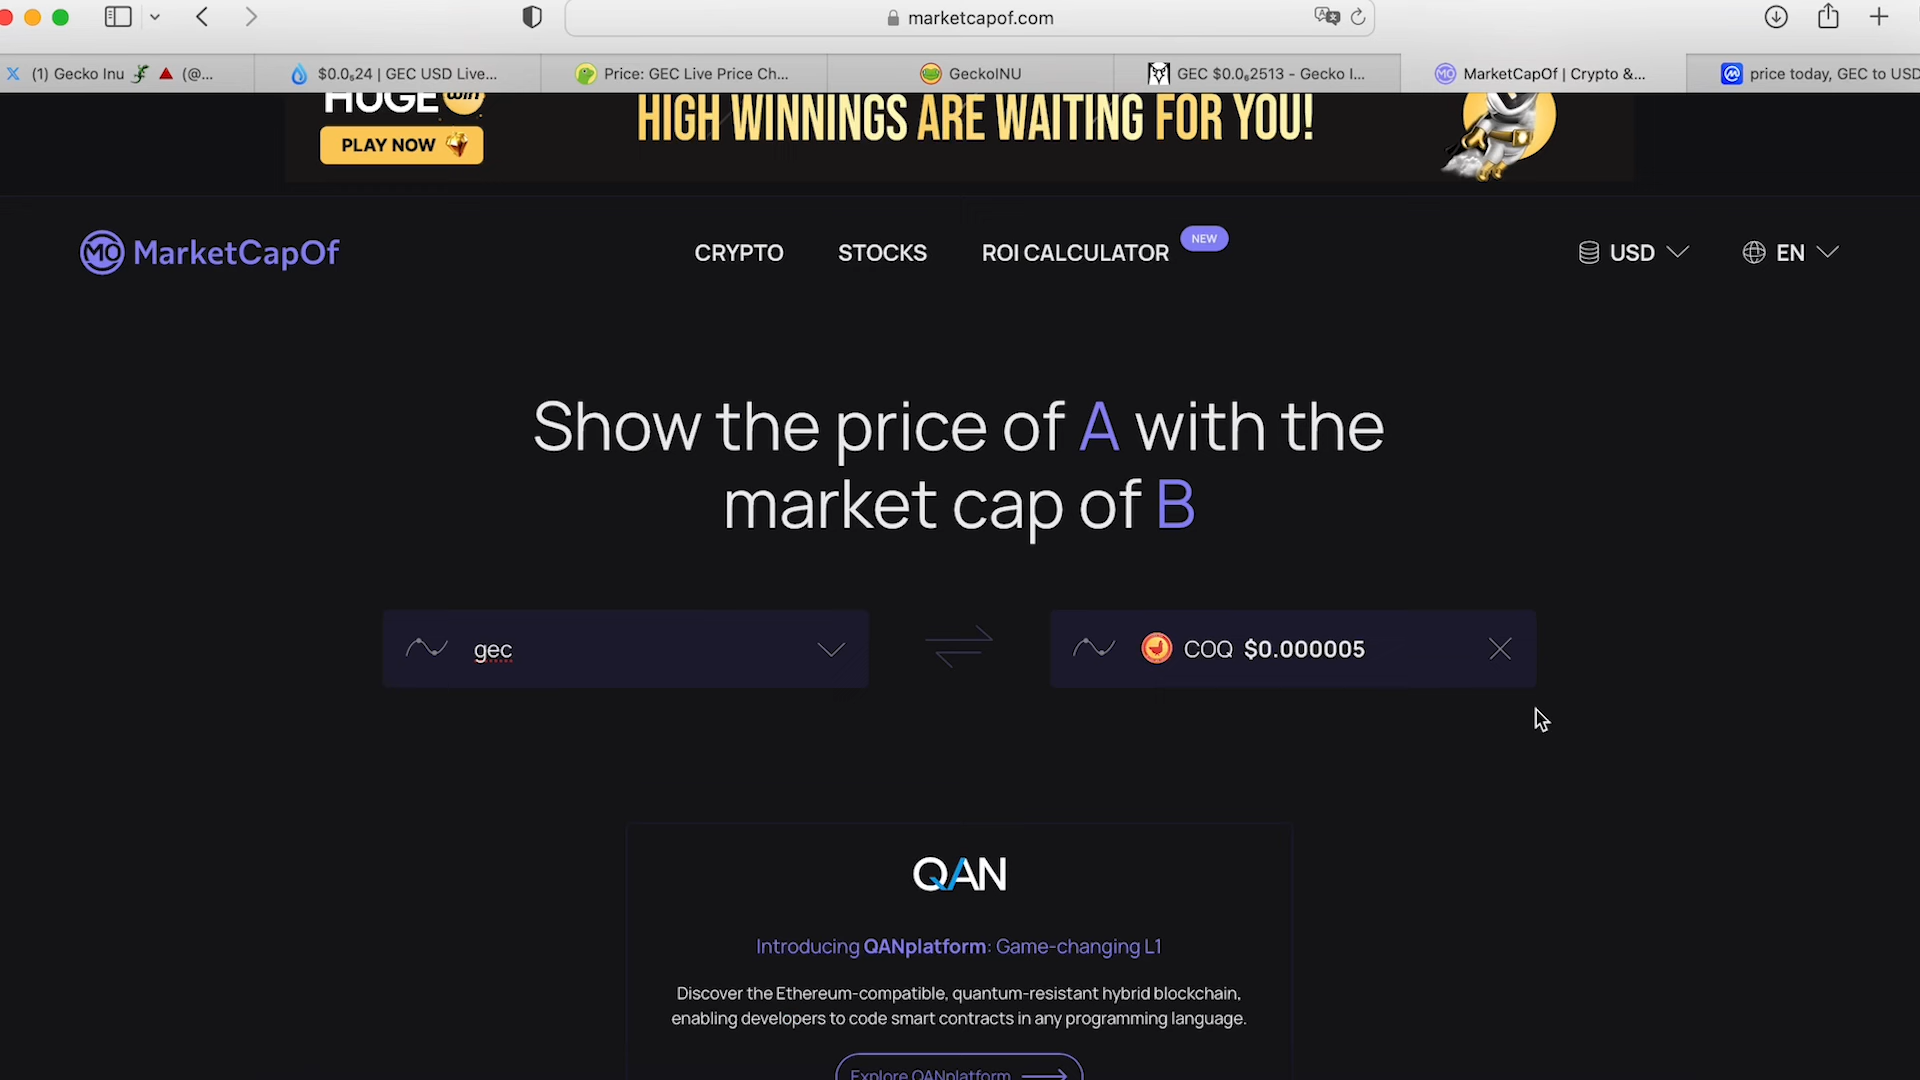 marketcapof.com
(1) Gecko Inu 🦎 🔺 (@...
$0.0₅24 | GEC USD Live...
Price: GEC Live Price Ch...
GeckoINU
GEC $0.0₆2513 - Gecko I...
MarketCapOf | Crypto &...
price today, GEC to USD
HUGE win
HIGH WINNINGS ARE WAITING FOR YOU!
PLAY NOW
MO MarketCapOf
CRYPTO
STOCKS
ROI CALCULATOR
NEW
USD
EN
Show the price of A with the
market cap of B
gec
COQ $0.000005
QAN
Introducing QANplatform: Game-changing L1
Discover the Ethereum-compatible, quantum-resistant hybrid blockchain,
enabling developers to code smart contracts in any programming language.
Explore QANplatform